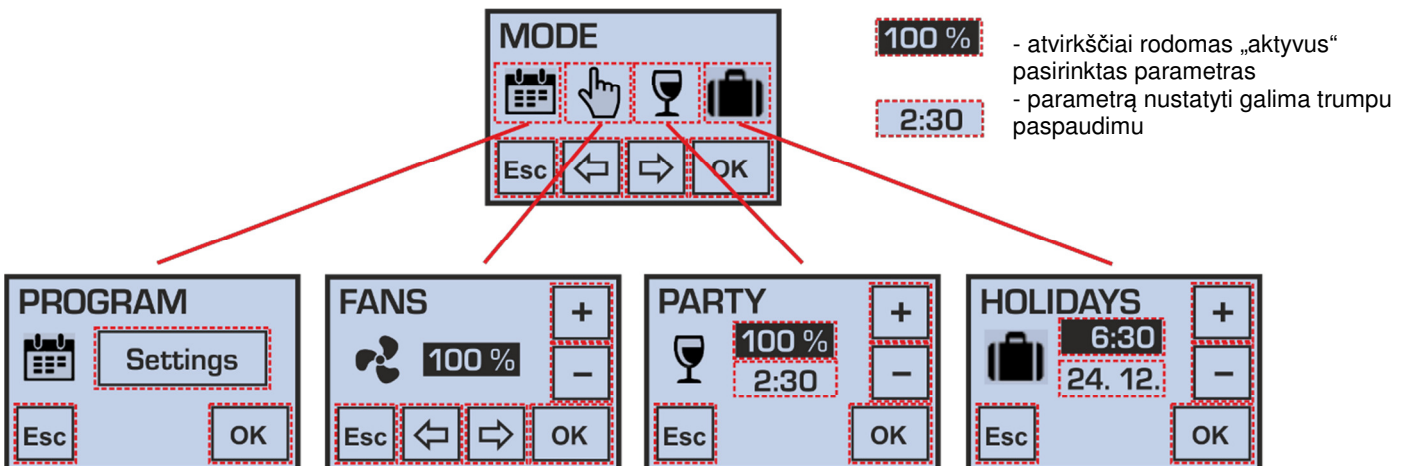 MODE
Esc OK
100 %
- atvirkščiai rodomas „aktyvus“
pasirinktas parametras
2:30
- parametrą nustatyti galima trumpu
paspaudimu
PROGRAM
Settings
Esc OK
FANS
+
100 %
-
Esc OK
PARTY
+
100 %
2:30
-
Esc OK
HOLIDAYS
+
6:30
24. 12.
-
Esc OK